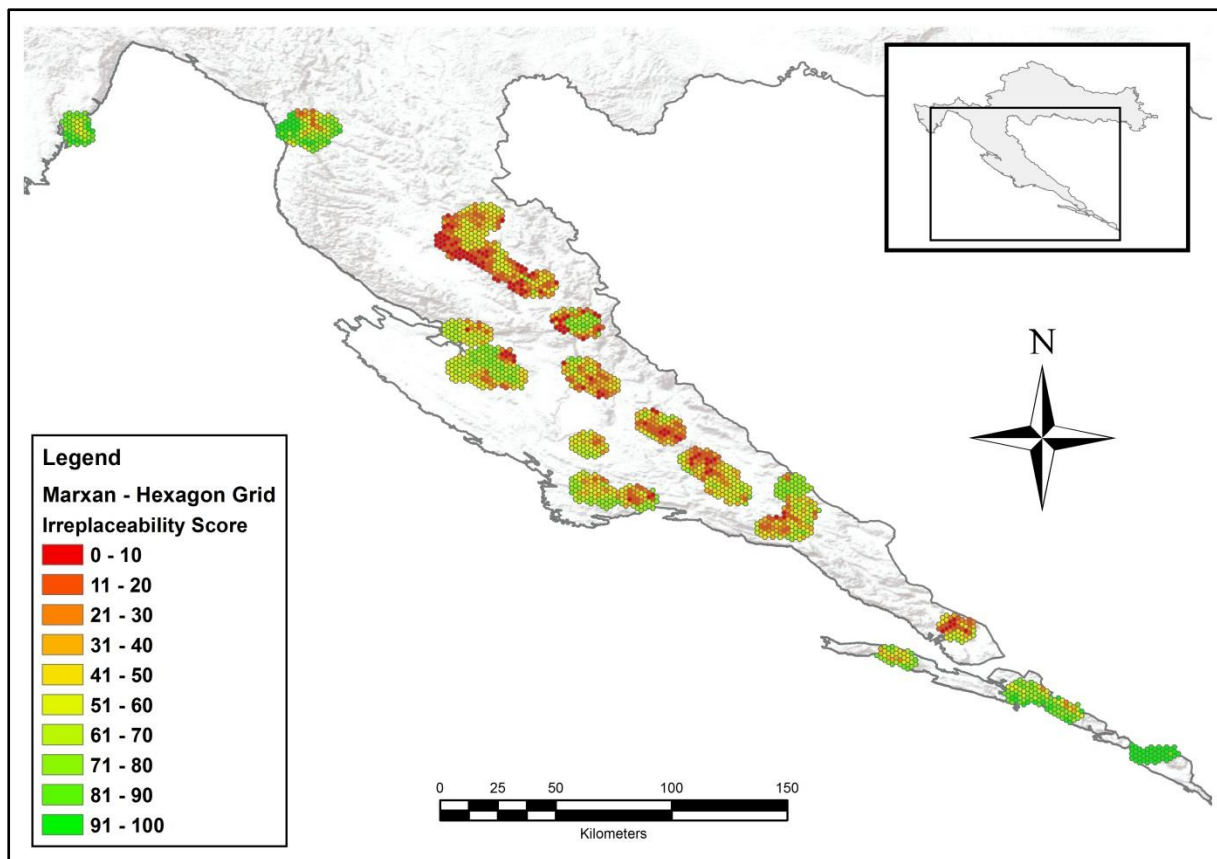 N
Legend
Marxan - Hexagon Grid
Irreplaceability Score
0 - 10
11 - 20
21 - 30
31 - 40
41 - 50
51 - 60
61 - 70
71 - 80
81 - 90
91 - 100
0 25 50 100 150
Kilometers